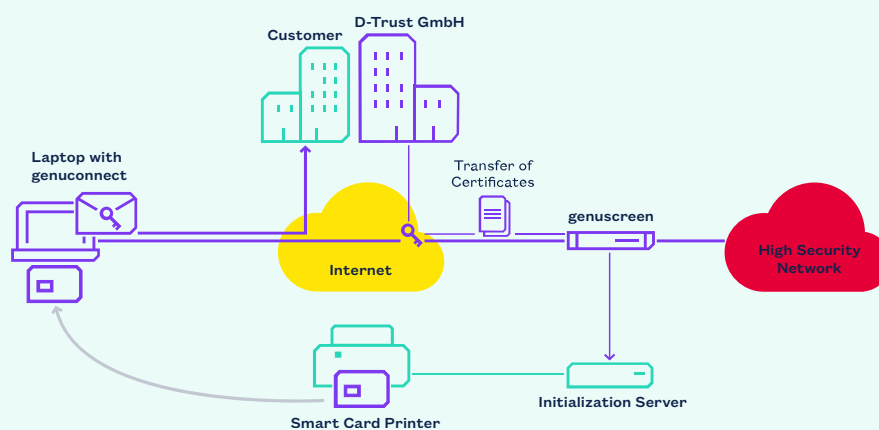 D-Trust GmbH
Customer
Laptop with
genuconnect
Transfer of
Certificates
genuscreen
High Security
Network
Internet
Initialization Server
Smart Card Printer